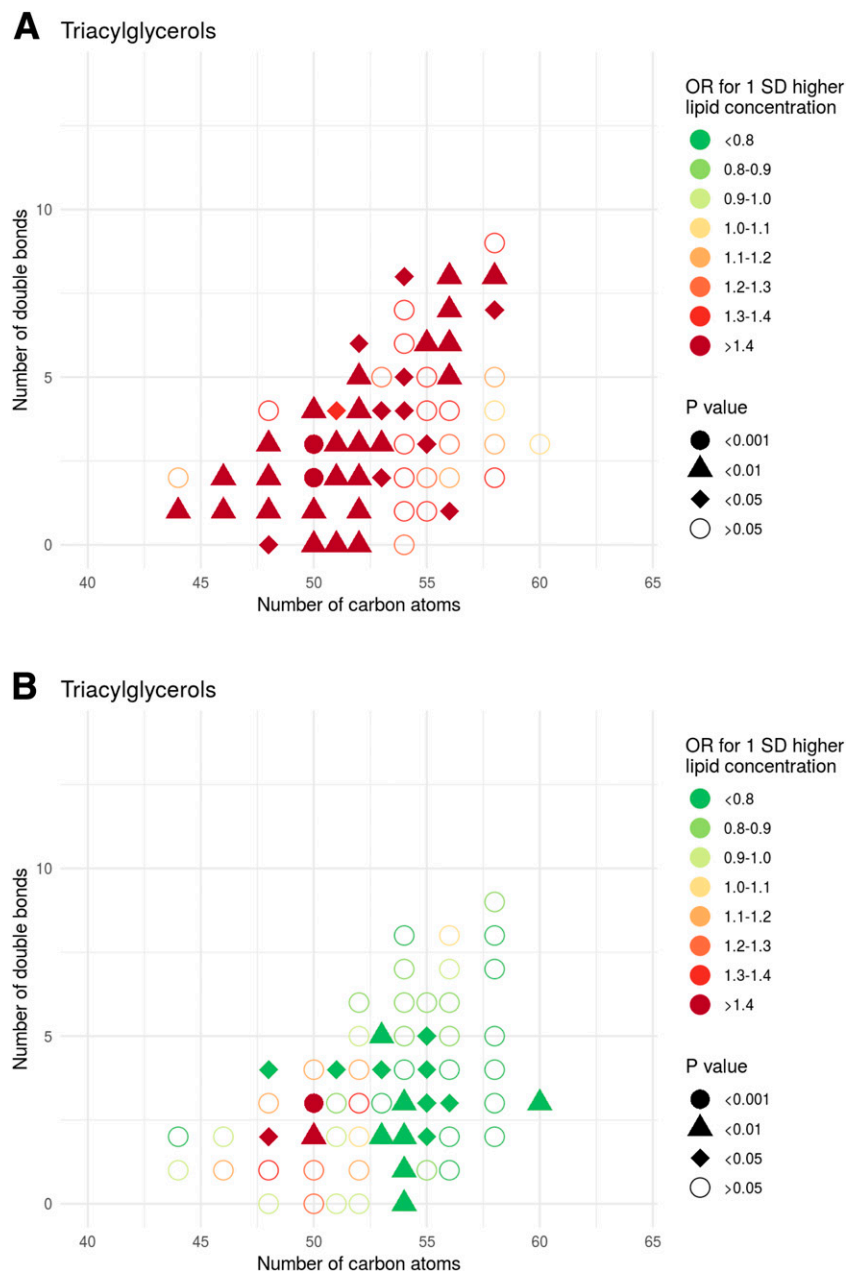 A
Triacylglycerols
Number of double bonds
10
5
0
40 45 50 55 60 65
Number of carbon atoms
OR for 1 SD higher
lipid concentration
<0.8
0.8-0.9
0.9-1.0
1.0-1.1
1.1-1.2
1.2-1.3
1.3-1.4
>1.4
P value
<0.001
<0.01
<0.05
>0.05
B
Triacylglycerols
Number of double bonds
10
5
0
40 45 50 55 60 65
Number of carbon atoms
OR for 1 SD higher
lipid concentration
<0.8
0.8-0.9
0.9-1.0
1.0-1.1
1.1-1.2
1.2-1.3
1.3-1.4
>1.4
P value
<0.001
<0.01
<0.05
>0.05